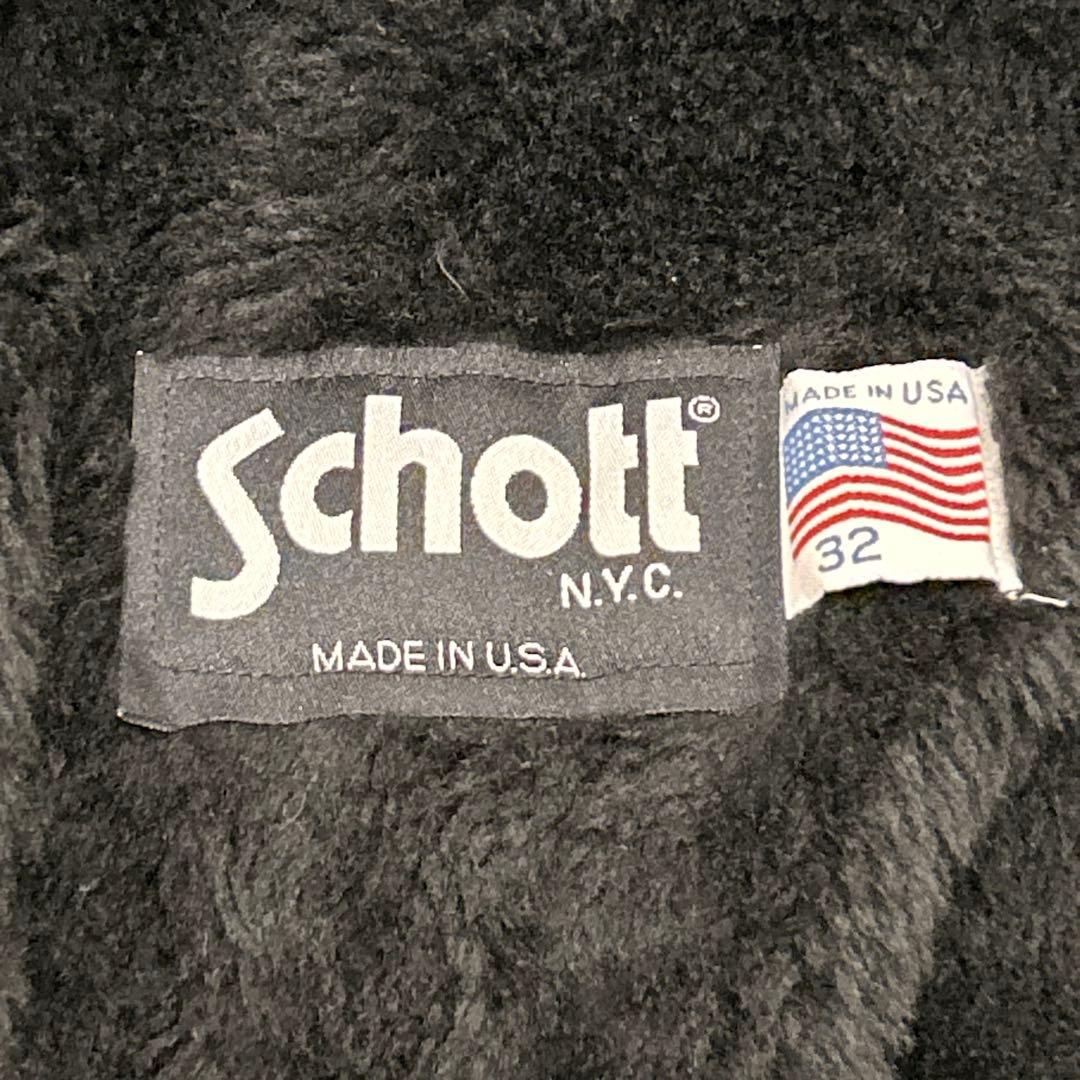 Schott®
N.Y.C.
MADE IN U.S.A.
MADE IN USA
32